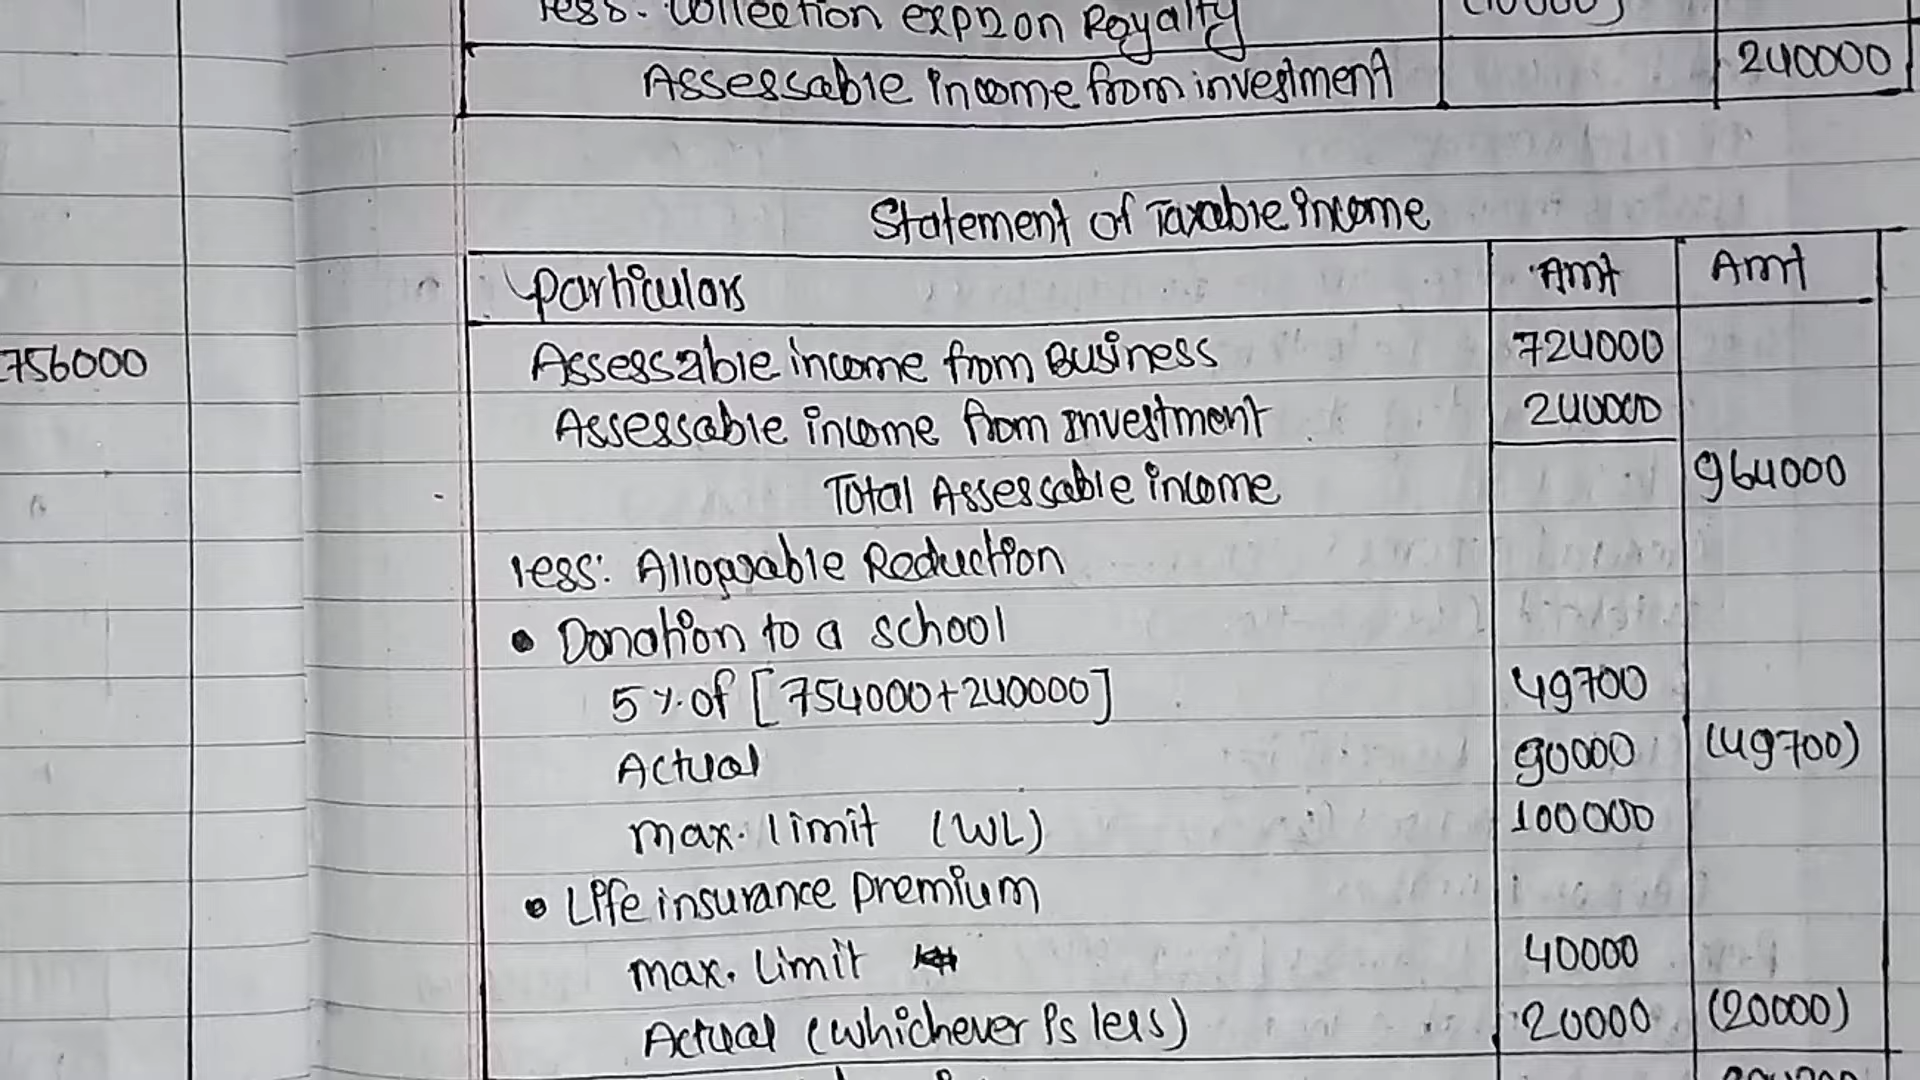 less. Collection expn on Royalty (10000)
Assessable income from investment 240000
Statement of Taxable income
particulars Amt Amt
756000
Assessable income from Business 724000
Assessable income from Investment 240000
Total Assessable income 964000
less: Allowable Reduction
• Donation to a school
5% of [754000+240000] 49700
Actual 90000 (49700)
max. limit (WL) 100000
• Life insurance premium
max. limit 40000
Actual (whichever is less) 20000 (20000)